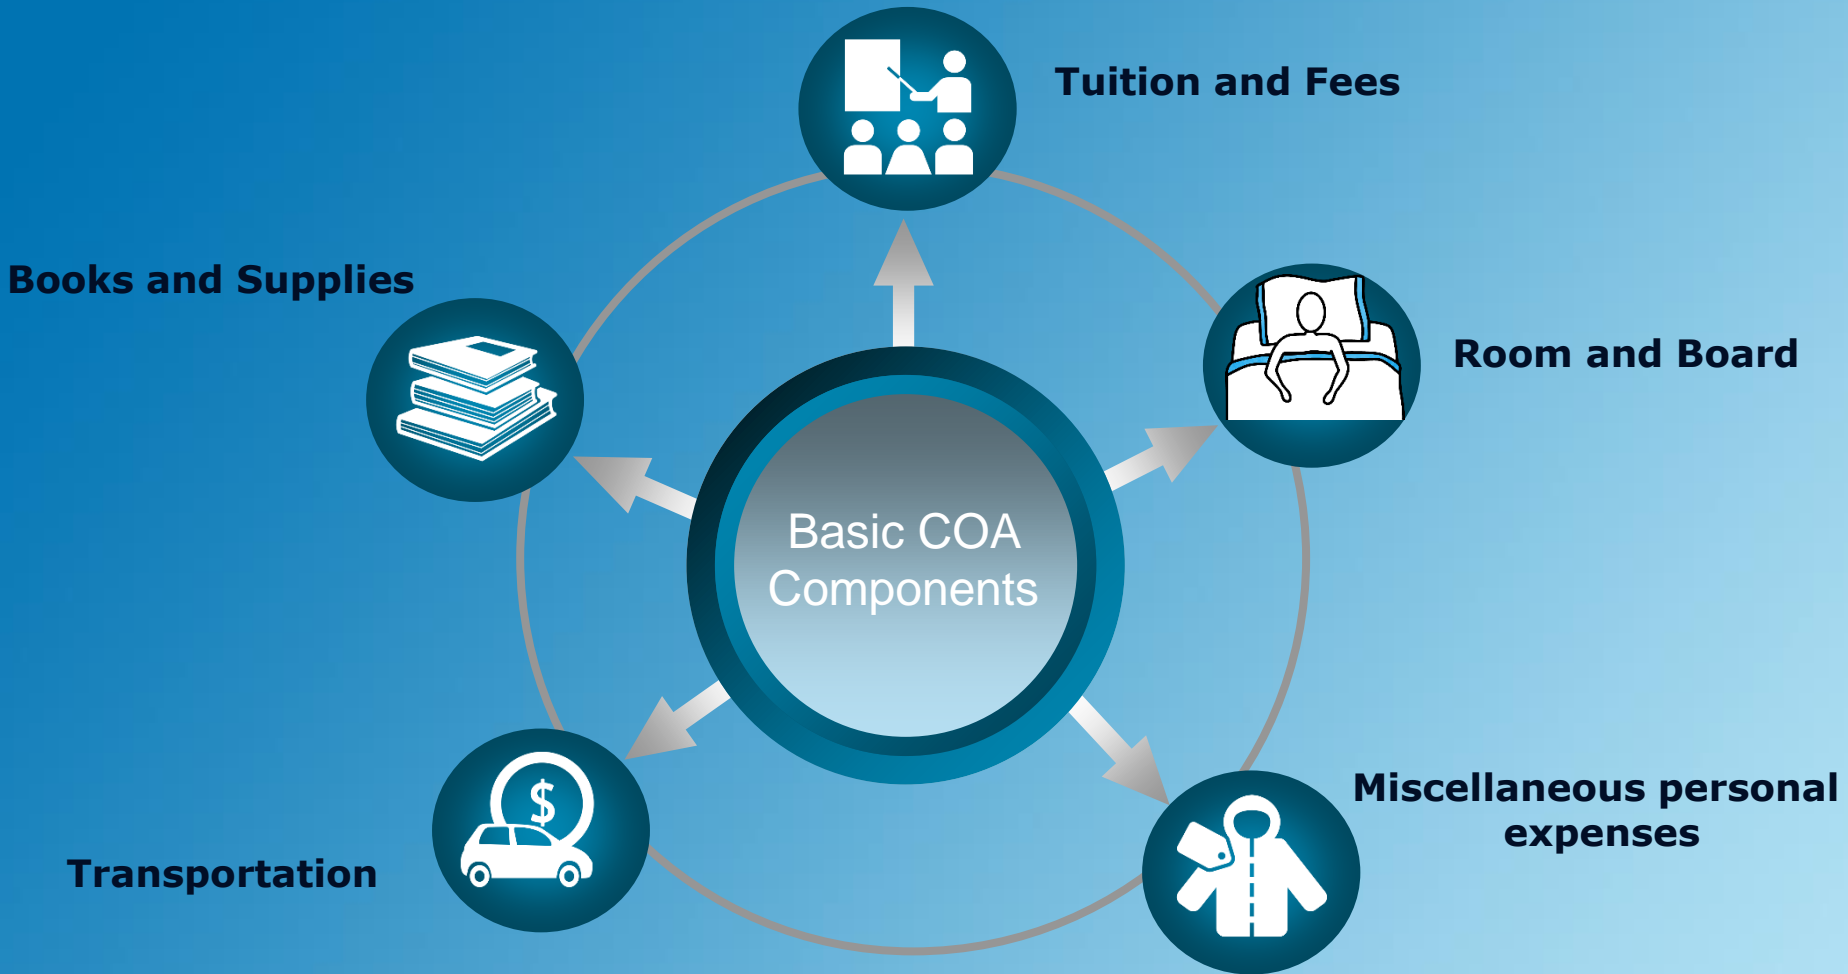 Tuition and Fees
Books and Supplies
Room and Board
Basic COA
Components
$
Miscellaneous personal
expenses
Transportation